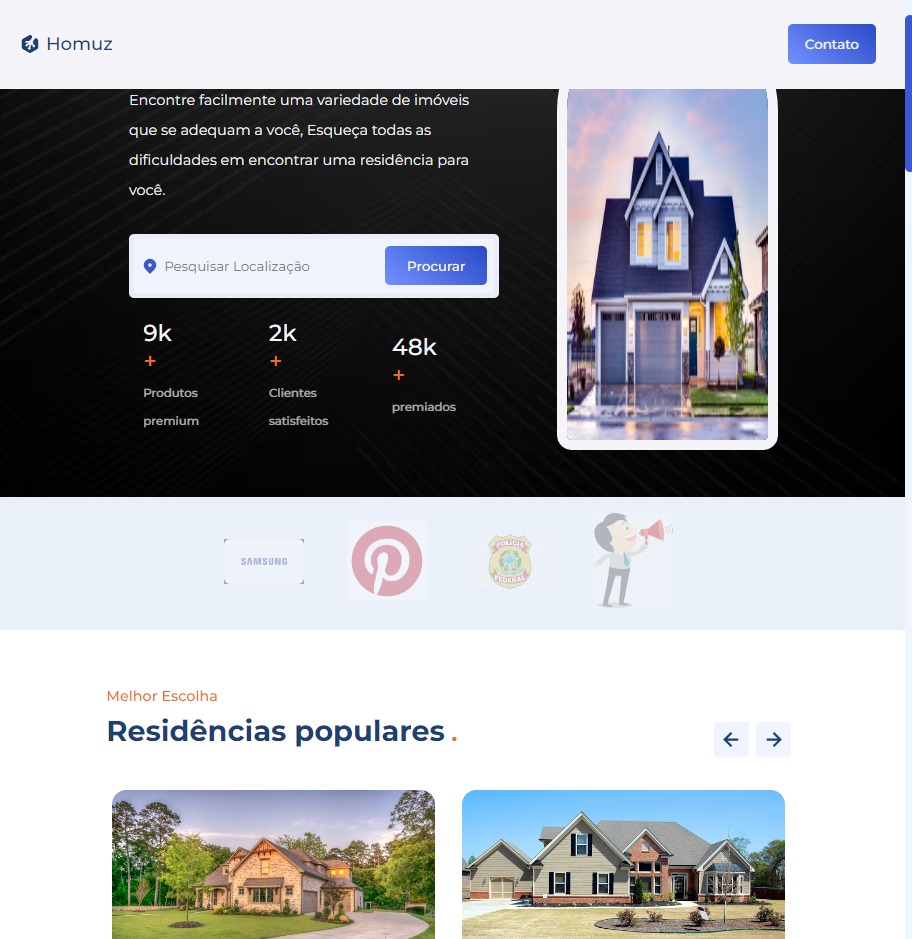 Homuz
Contato
Encontre facilmente uma variedade de imóveis
que se adequam a você, Esqueça todas as
dificuldades em encontrar uma residência para
você.
Pesquisar Localização
Procurar
9k
+
Produtos
premium
2k
+
Clientes
satisfeitos
48k
+
premiados
SAMSUNG
POLÍCIA
FEDERAL
Melhor Escolha
Residências populares .